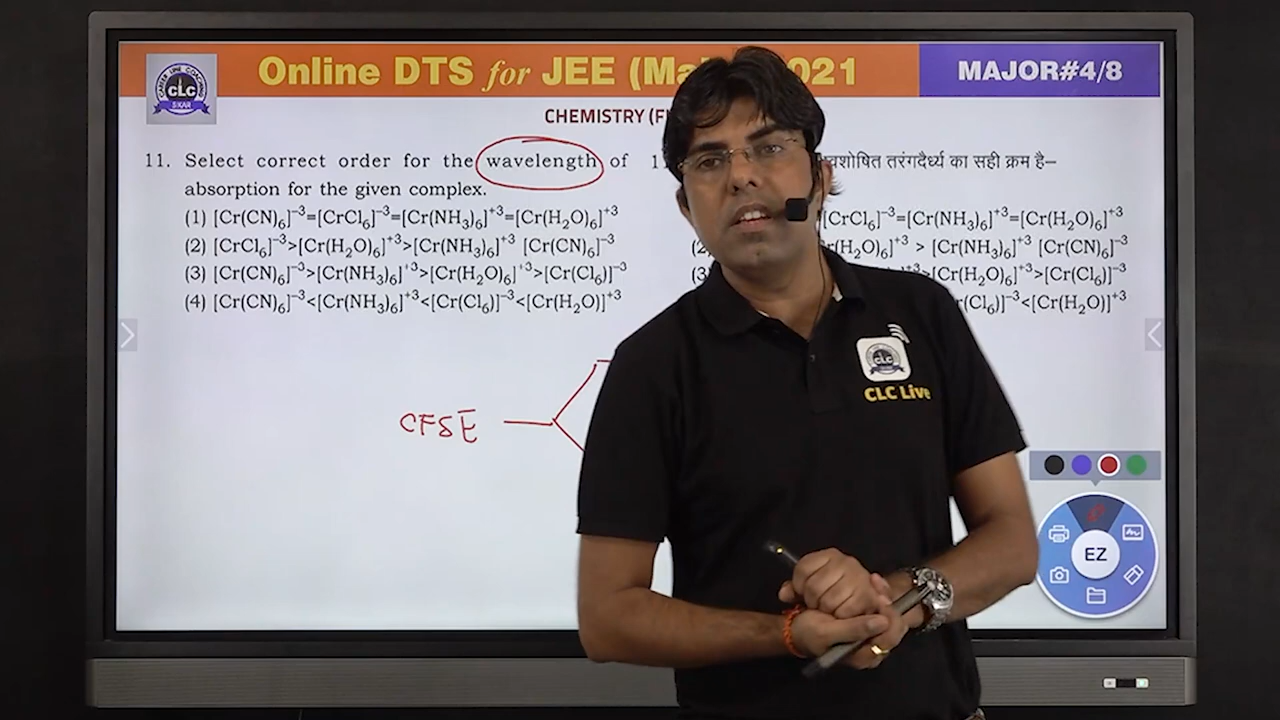 Online DTS for JEE (Ma 021
MAJOR#4/8
CLC
SIKAR
CHEMISTRY
11. Select correct order for the wavelength of
absorption for the given complex.
(1) [Cr(CN)₆]⁻³=[CrCl₆]⁻³=[Cr(NH₃)₆]⁺³=[Cr(H₂O)₆]⁺³
(2) [CrCl₆]⁻³>[Cr(H₂O)₆]⁺³>[Cr(NH₃)₆]⁺³ [Cr(CN)₆]⁻³
(3) [Cr(CN)₆]⁻³>[Cr(NH₃)₆]⁺³>[Cr(H₂O)₆]⁺³>[Cr(Cl₆)]⁻³
(4) [Cr(CN)₆]⁻³<[Cr(NH₃)₆]⁺³<[Cr(Cl₆)]⁻³<[Cr(H₂O)]⁺³
तरंगदैर्ध्य का सही क्रम है–
[CrCl₆]⁻³=[Cr(NH₃)₆]⁺³=[Cr(H₂O)₆]⁺³
(H₂O)₆]⁺³ > [Cr(NH₃)₆]⁺³ [Cr(CN)₆]⁻³
[Cr(H₂O)₆]⁺³>[Cr(Cl₆)]⁻³
(Cl₆)]⁻³<[Cr(H₂O)]⁺³
CFSE
CLC
CLC Live
EZ